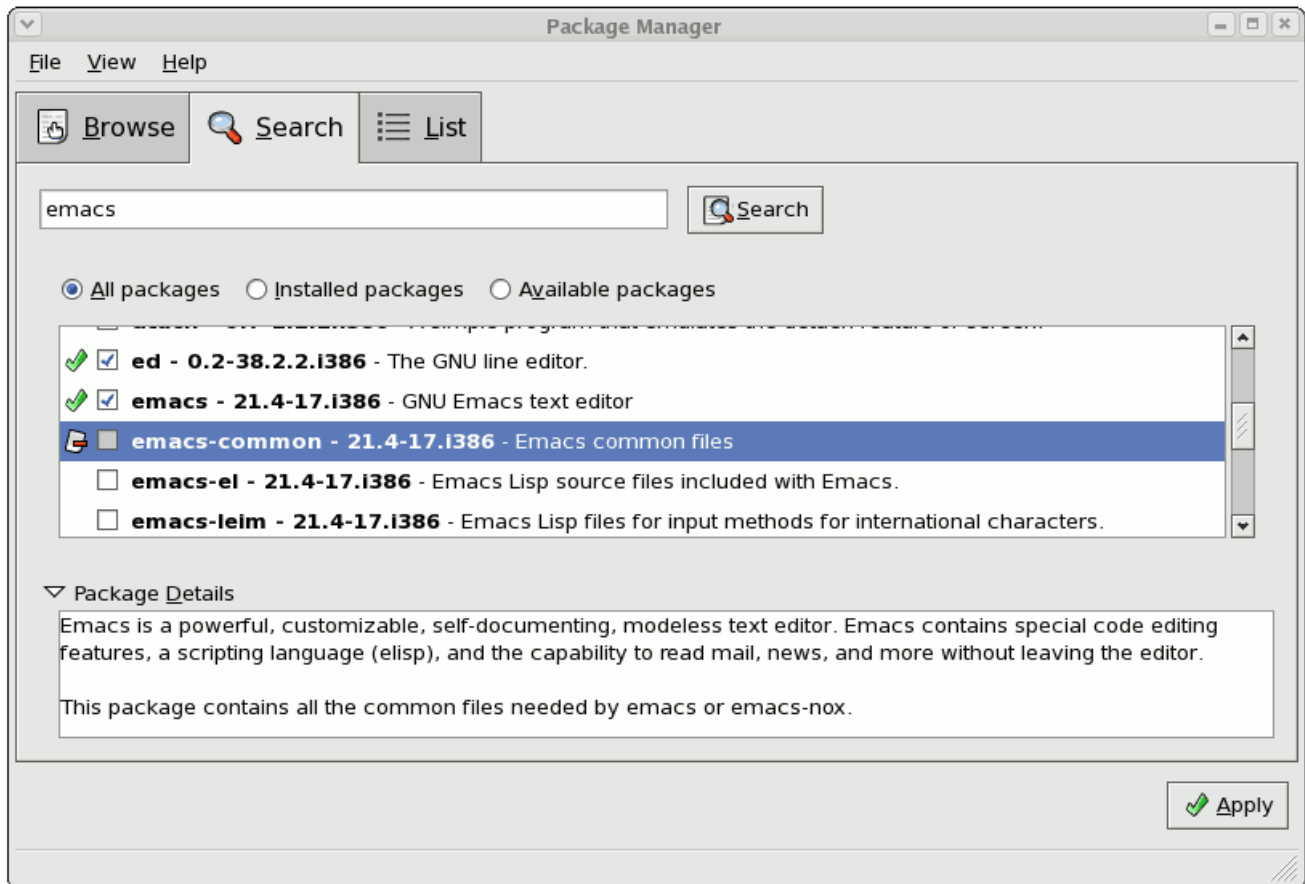 Package Manager
File View Help
Browse Search List
emacs Search
All packages Installed packages Available packages
ed - 0.2-38.2.2.i386 - The GNU line editor.
emacs - 21.4-17.i386 - GNU Emacs text editor
emacs-common - 21.4-17.i386 - Emacs common files
emacs-el - 21.4-17.i386 - Emacs Lisp source files included with Emacs.
emacs-leim - 21.4-17.i386 - Emacs Lisp files for input methods for international characters.
Package Details
Emacs is a powerful, customizable, self-documenting, modeless text editor. Emacs contains special code editing
features, a scripting language (elisp), and the capability to read mail, news, and more without leaving the editor.
This package contains all the common files needed by emacs or emacs-nox.
Apply